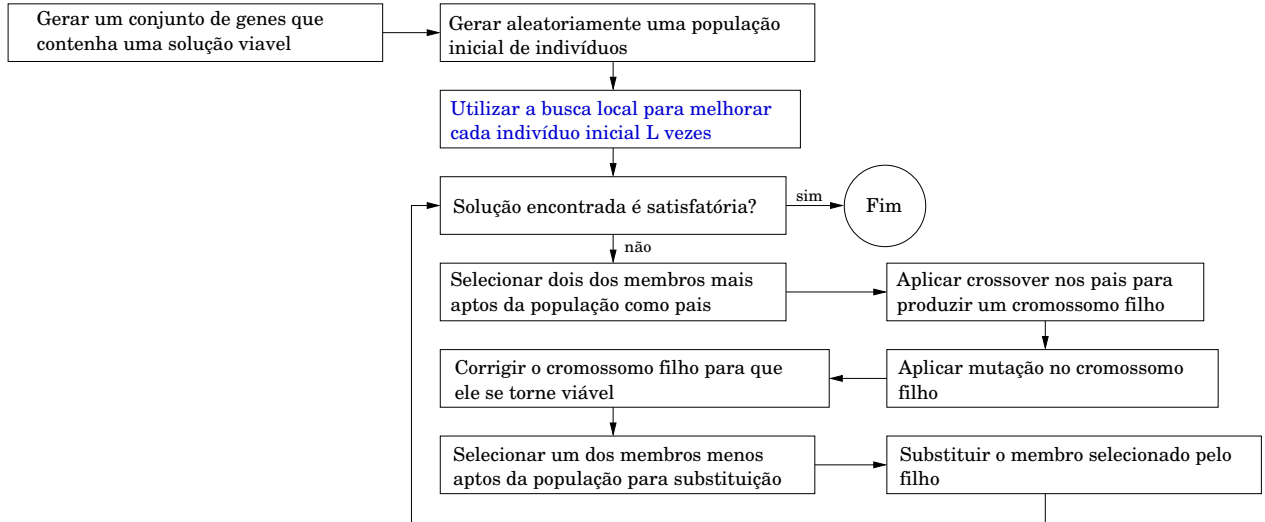 Gerar um conjunto de genes que
contenha uma solução viavel
Gerar aleatoriamente uma população
inicial de indivíduos
Utilizar a busca local para melhorar
cada indivíduo inicial L vezes
Solução encontrada é satisfatória?
sim
Fim
não
Selecionar dois dos membros mais
aptos da população como pais
Aplicar crossover nos pais para
produzir um cromossomo filho
Aplicar mutação no cromossomo
filho
Corrigir o cromossomo filho para que
ele se torne viável
Selecionar um dos membros menos
aptos da população para substituição
Substituir o membro selecionado pelo
filho